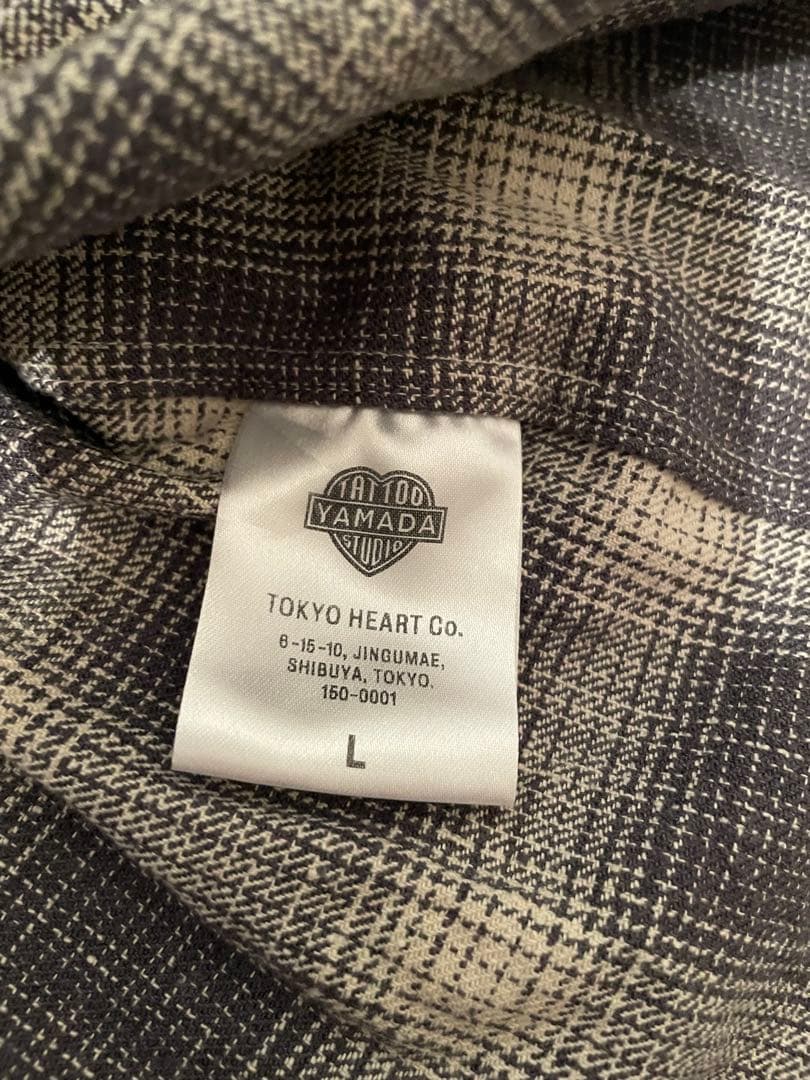 TATTOO
YAMADA
STUDIO
TOKYO HEART Co.
6-15-10, JINGUMAE,
SHIBUYA, TOKYO.
150-0001
L